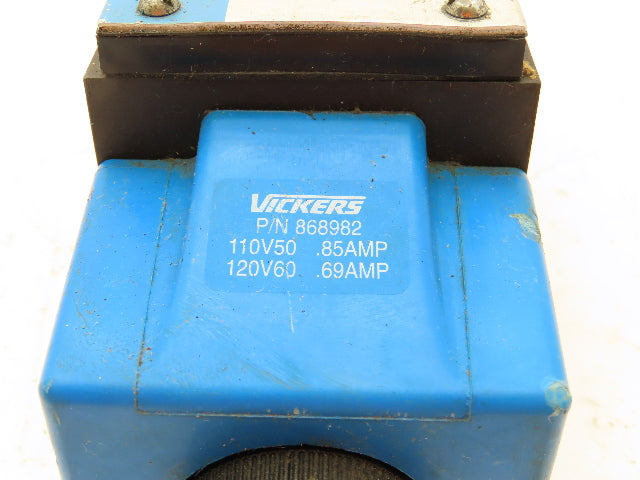 VICKERS
P/N 868982
110V50 .85AMP
120V60 .69AMP